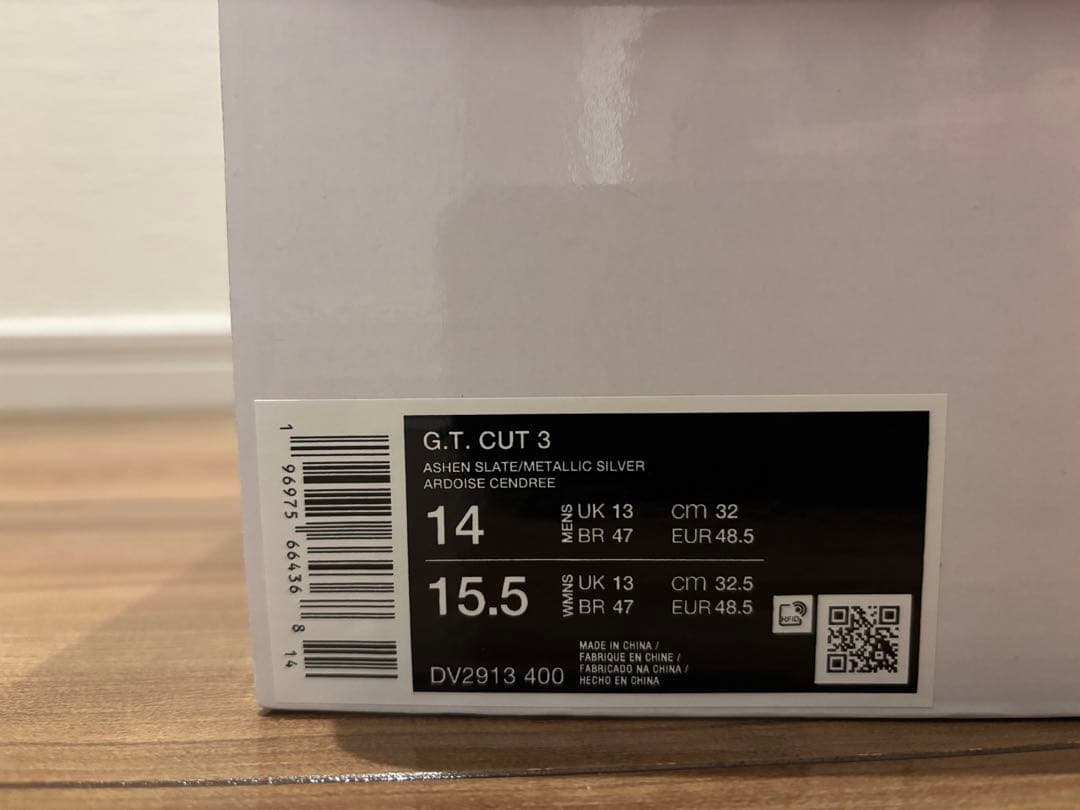 G.T. CUT 3
ASHEN SLATE/METALLIC SILVER
ARDOISE CENDREE
14
MENS
UK 13 cm 32
BR 47 EUR 48.5
15.5
WMNS
UK 13 cm 32.5
BR 47 EUR 48.5
RFID
MADE IN CHINA /
FABRIQUE EN CHINE /
FABRICADO NA CHINA /
HECHO EN CHINA
DV2913 400
1 96975 66436 8 14